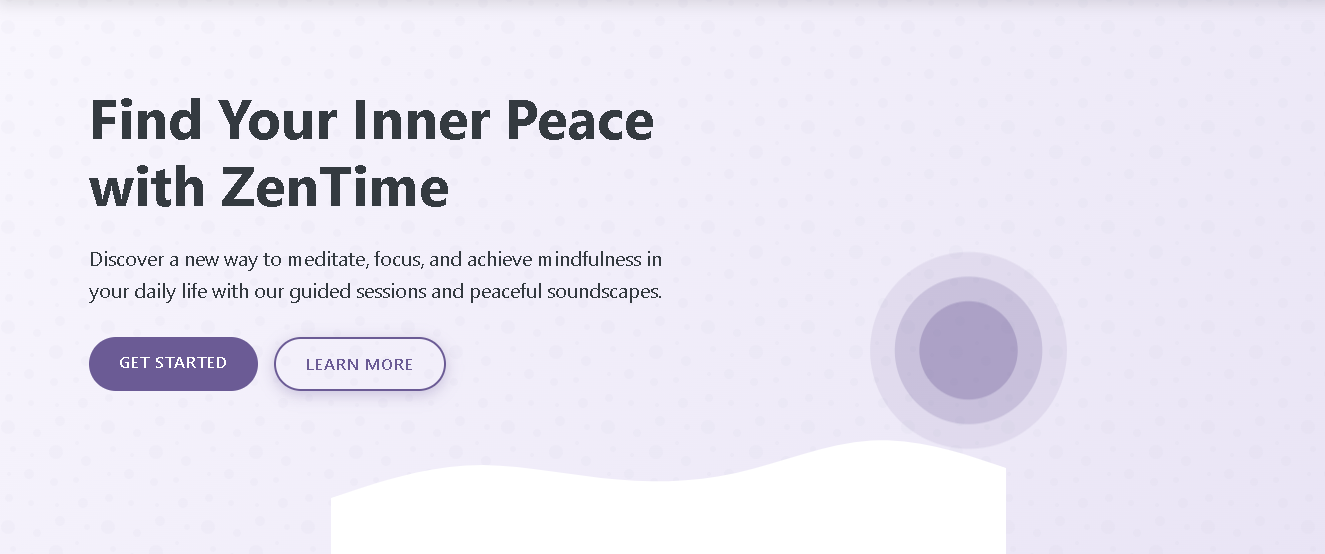 Find Your Inner Peace
with ZenTime
Discover a new way to meditate, focus, and achieve mindfulness in
your daily life with our guided sessions and peaceful soundscapes.
GET STARTED
LEARN MORE